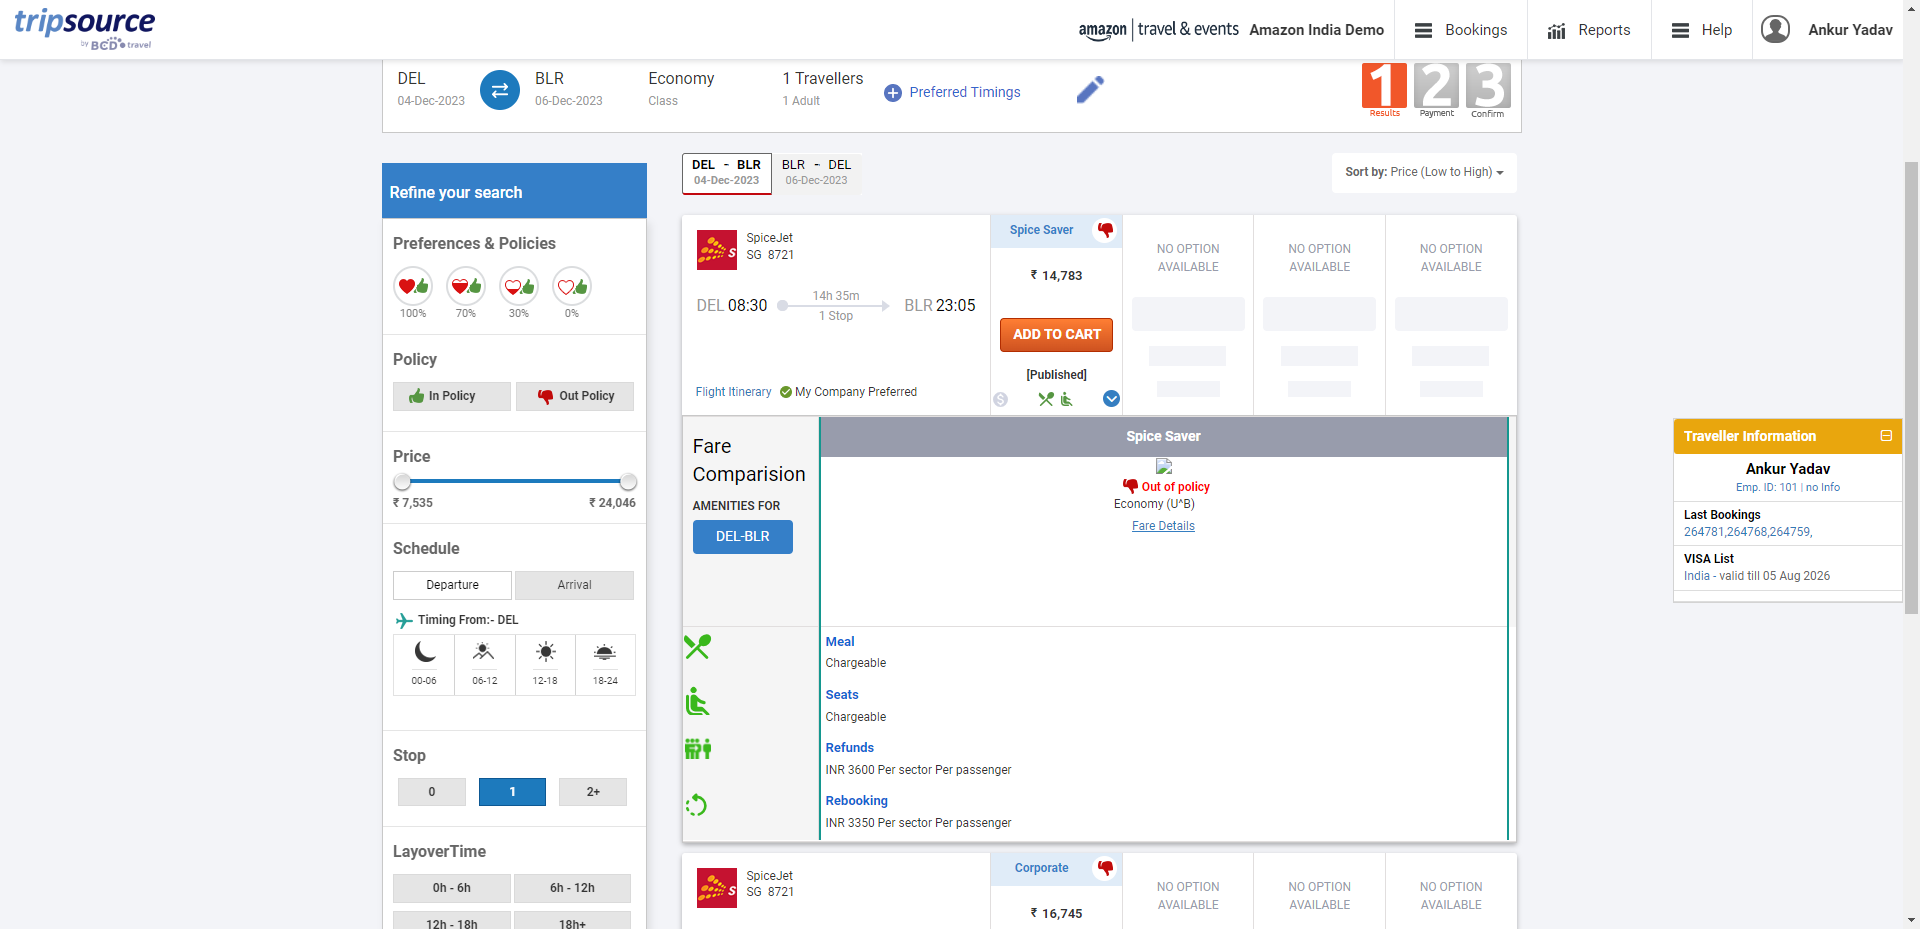 tripsource
by BCD travel
amazon | travel & events
Amazon India Demo
Bookings
Reports
Help
Ankur Yadav
DEL
04-Dec-2023
BLR
06-Dec-2023
Economy
Class
1 Travellers
1 Adult
Preferred Timings
1 2 3
Results Payment Confirm
DEL - BLR
04-Dec-2023
BLR - DEL
06-Dec-2023
Sort by: Price (Low to High)
Refine your search
Preferences & Policies
100% 70% 30% 0%
Policy
In Policy
Out Policy
Price
₹ 7,535
₹ 24,046
Schedule
Departure
Arrival
Timing From:- DEL
00-06 06-12 12-18 18-24
Stop
0 1 2+
LayoverTime
0h - 6h
6h - 12h
12h - 18h
18h+
SpiceJet
SG 8721
DEL 08:30
14h 35m
1 Stop
BLR 23:05
Flight Itinerary
My Company Preferred
Spice Saver
₹ 14,783
ADD TO CART
[Published]
NO OPTION
AVAILABLE
NO OPTION
AVAILABLE
NO OPTION
AVAILABLE
Fare
Comparision
AMENITIES FOR
DEL-BLR
Spice Saver
Out of policy
Economy (U^B)
Fare Details
Meal
Chargeable
Seats
Chargeable
Refunds
INR 3600 Per sector Per passenger
Rebooking
INR 3350 Per sector Per passenger
SpiceJet
SG 8721
Corporate
₹ 16,745
NO OPTION
AVAILABLE
NO OPTION
AVAILABLE
NO OPTION
AVAILABLE
Traveller Information
Ankur Yadav
Emp. ID: 101 | no Info
Last Bookings
264781,264768,264759,
VISA List
India - valid till 05 Aug 2026